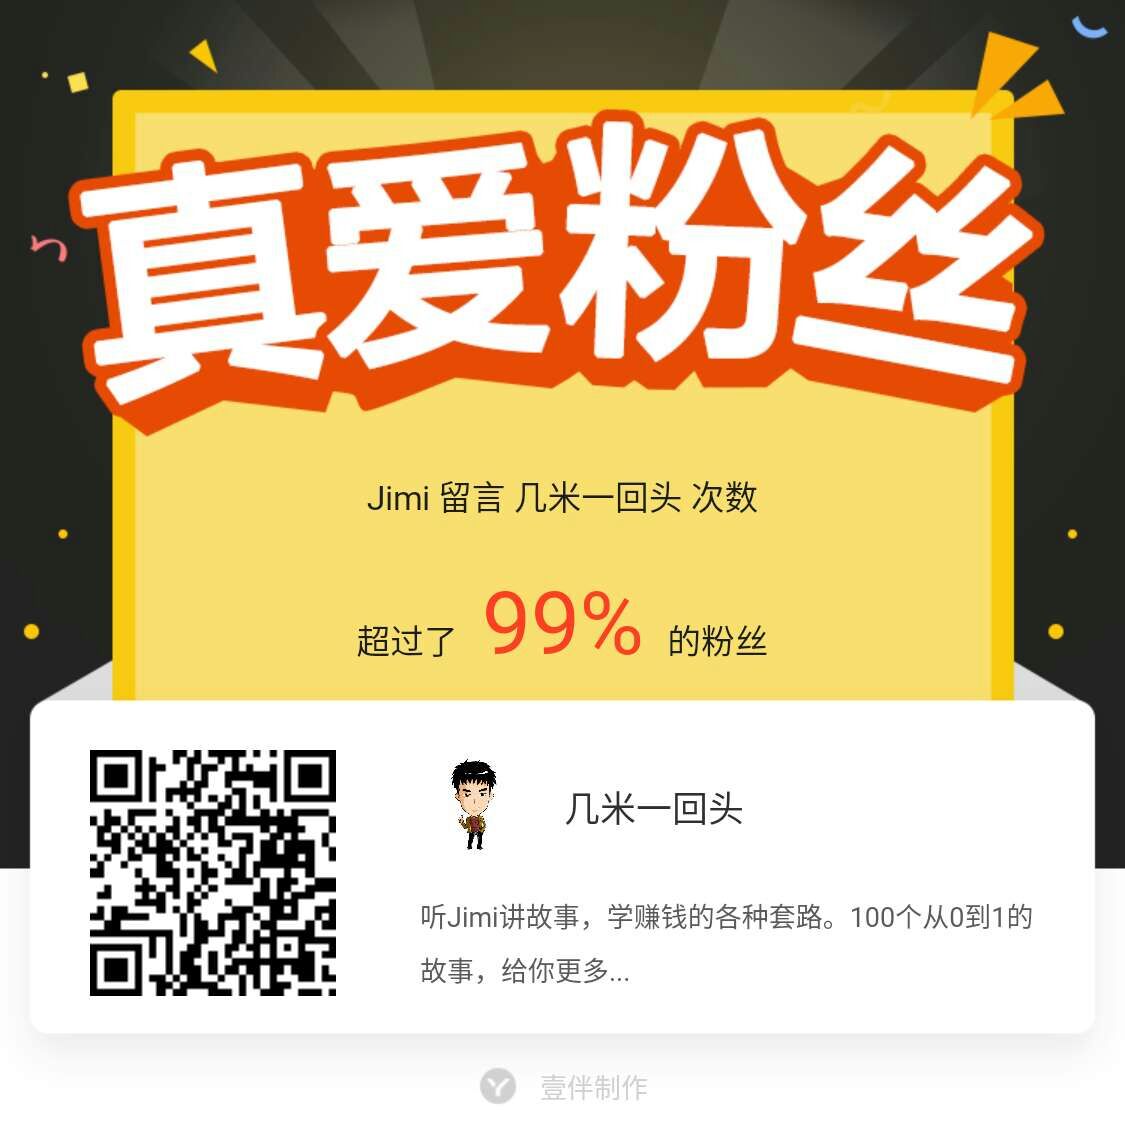 真爱粉丝
Jimi 留言 几米一回头 次数
超过了 99% 的粉丝
几米一回头
听Jimi讲故事，学赚钱的各种套路。100个从0到1的
故事，给你更多...
壹伴制作